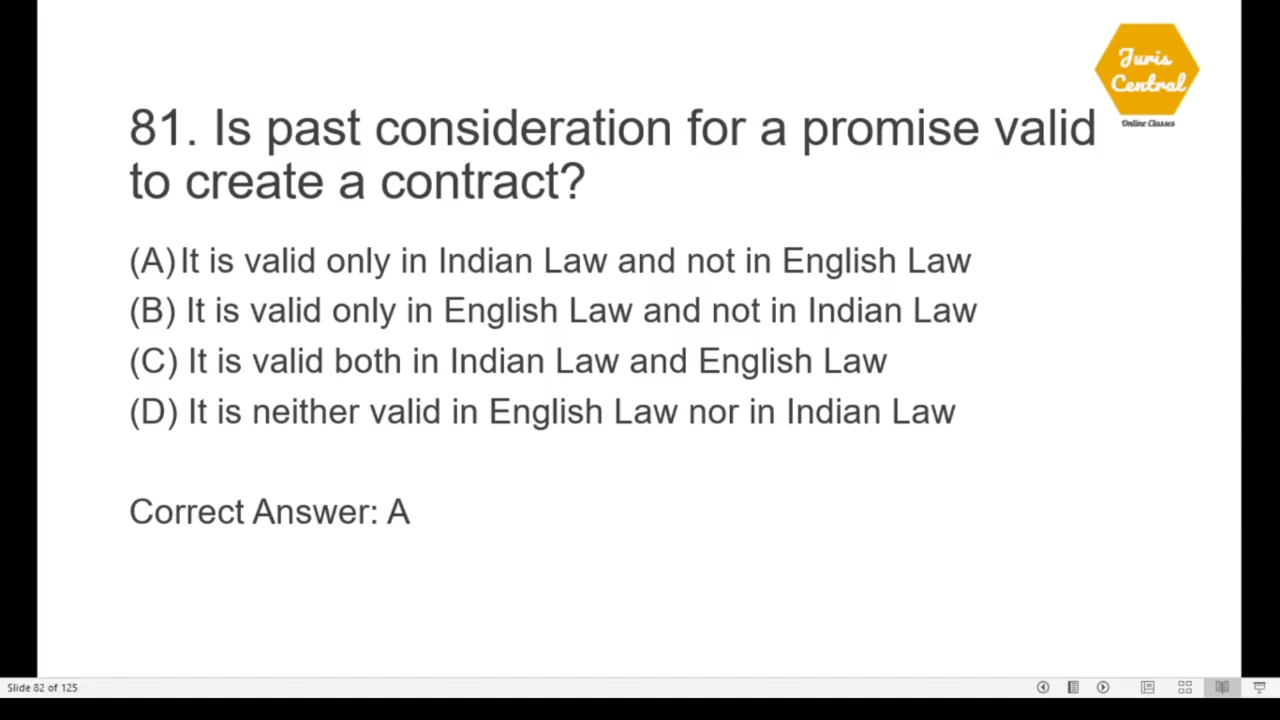 Juris
Central
Online Classes
81. Is past consideration for a promise valid
to create a contract?
(A) It is valid only in Indian Law and not in English Law
(B) It is valid only in English Law and not in Indian Law
(C) It is valid both in Indian Law and English Law
(D) It is neither valid in English Law nor in Indian Law
Correct Answer: A
Slide 82 of 125